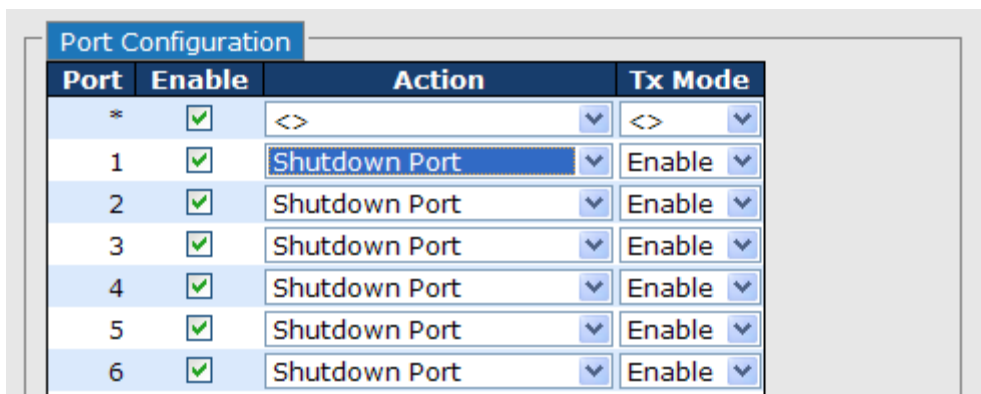 Port Configuration
Port Enable Action Tx Mode
* <> <>
1 Shutdown Port Enable
2 Shutdown Port Enable
3 Shutdown Port Enable
4 Shutdown Port Enable
5 Shutdown Port Enable
6 Shutdown Port Enable